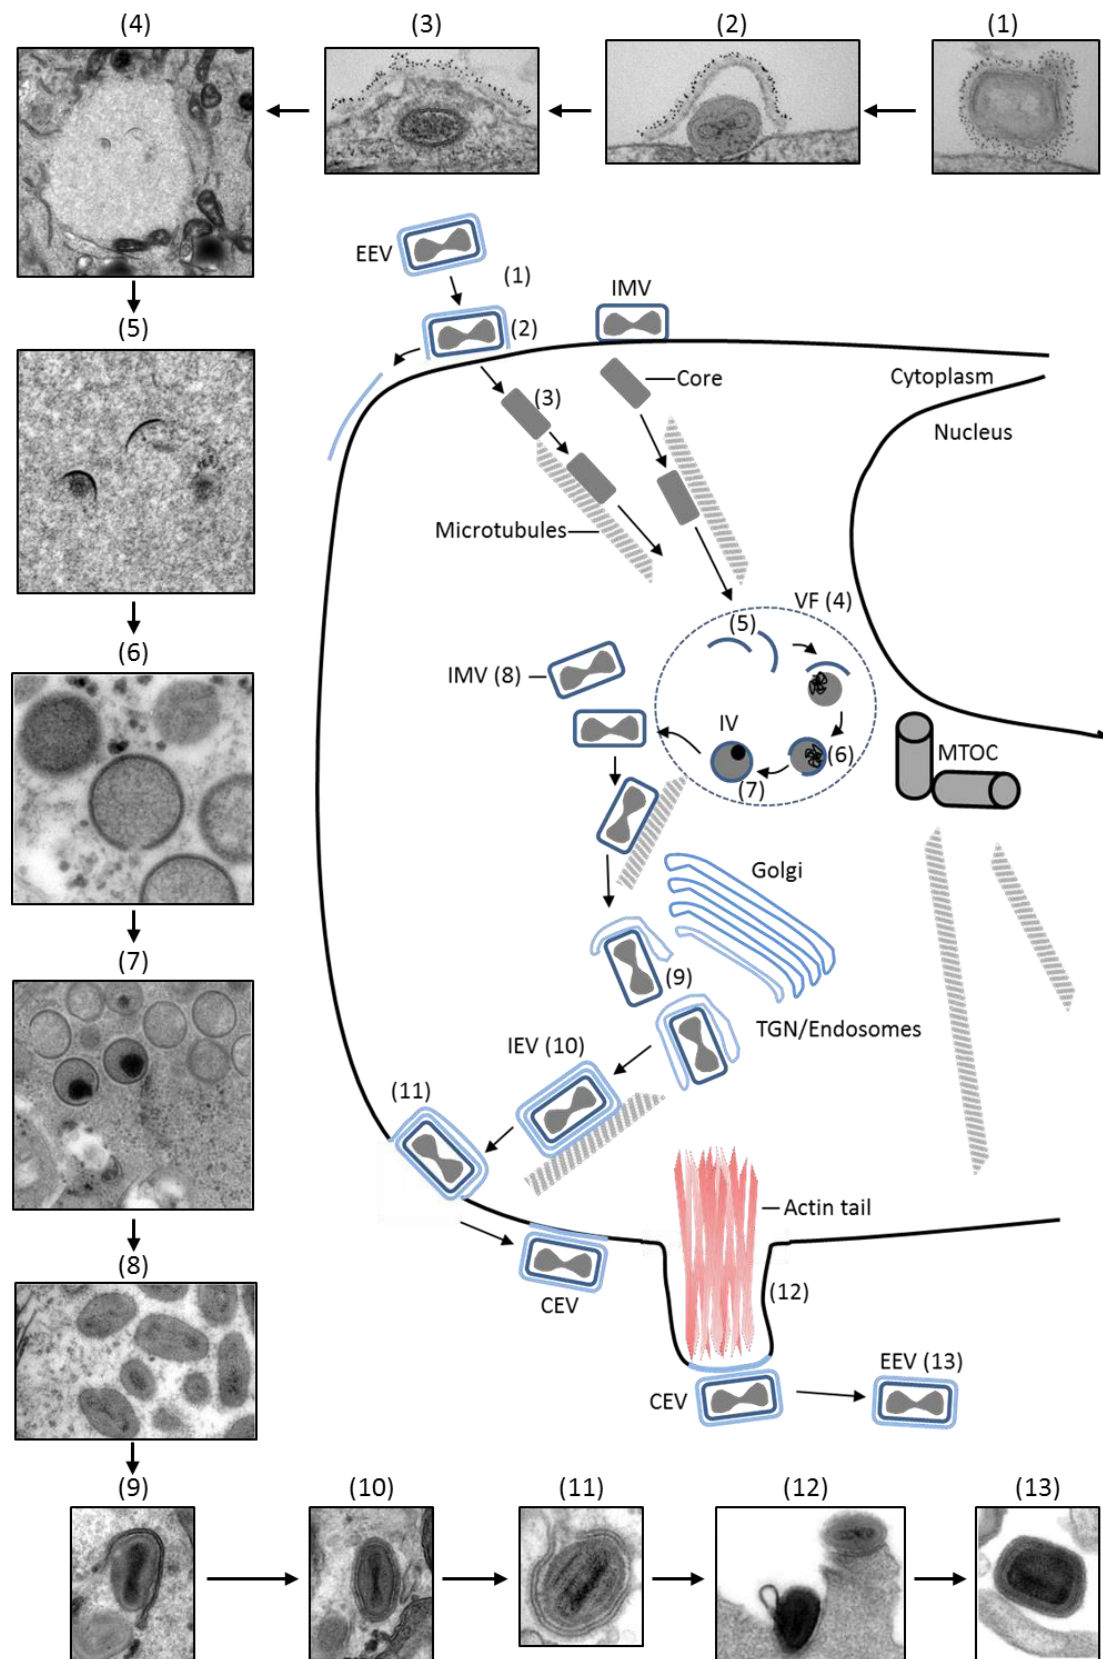 (4)
(3)
(2)
(1)
EEV
(1)
IMV
(5)
(2)
Core
Cytoplasm
(3)
Nucleus
Microtubules
VF (4)
(5)
(6)
IMV (8)
IV
(6)
MTOC
(7)
Golgi
(7)
(9)
TGN/Endosomes
IEV (10)
(11)
Actin tail
(8)
(12)
CEV
EEV (13)
CEV
(9)
(10)
(11)
(12)
(13)